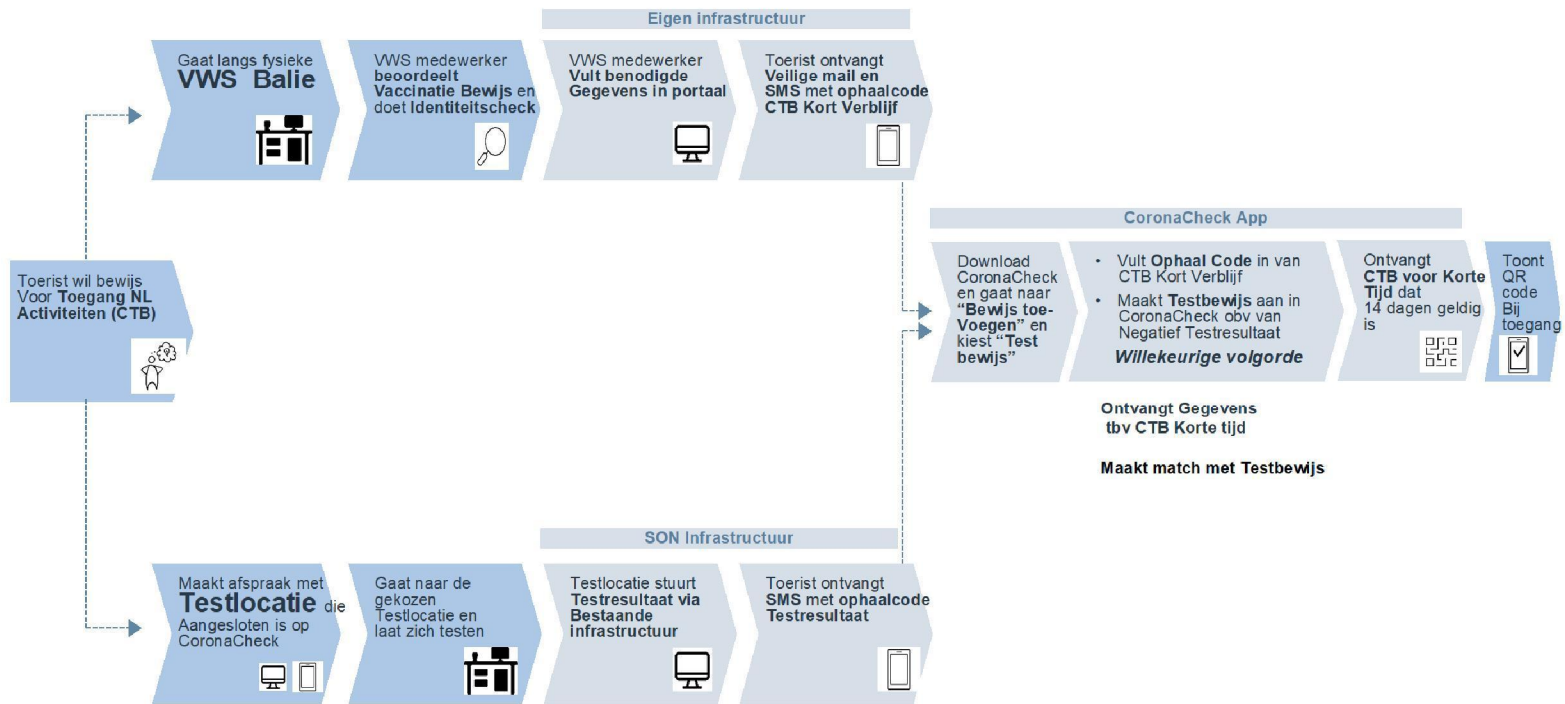 Eigen infrastructuur
Gaat langs fysieke
VWS Balie
VWS medewerker
beoordeelt
Vaccinatie Bewijs en
doet Identiteitscheck
VWS medewerker
Vult benodigde
Gegevens in portaal
Toerist ontvangt
Veilige mail en
SMS met ophaalcode
CTB Kort Verblijf
Toerist wil bewijs
Voor Toegang NL
Activiteiten (CTB)
CoronaCheck App
Download
CoronaCheck
en gaat naar
“Bewijs toe-
Voegen” en
kiest “Test
bewijs”
• Vult Ophaal Code in van
CTB Kort Verblijf
• Maakt Testbewijs aan in
CoronaCheck obv van
Negatief Testresultaat
Willekeurige volgorde
Ontvangt
CTB voor Korte
Tijd dat
14 dagen geldig
is
Toont
QR
code
Bij
toegang
Ontvangt Gegevens
tbv CTB Korte tijd
Maakt match met Testbewijs
SON Infrastructuur
Maakt afspraak met
Testlocatie die
Aangesloten is op
CoronaCheck
Gaat naar de
gekozen
Testlocatie en
laat zich testen
Testlocatie stuurt
Testresultaat via
Bestaande
infrastructuur
Toerist ontvangt
SMS met ophaalcode
Testresultaat